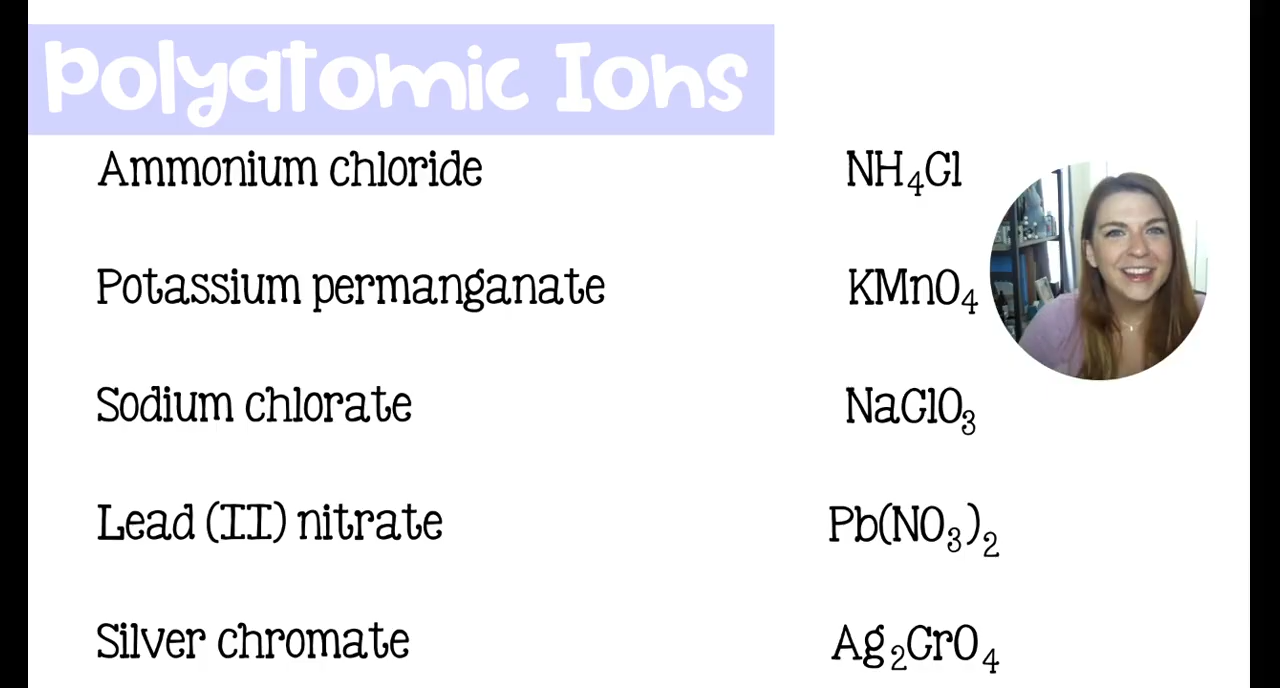 Polyatomic Ions
Ammonium chloride NH₄Cl
Potassium permanganate KMnO₄
Sodium chlorate NaClO₃
Lead (II) nitrate Pb(NO₃)₂
Silver chromate Ag₂CrO₄